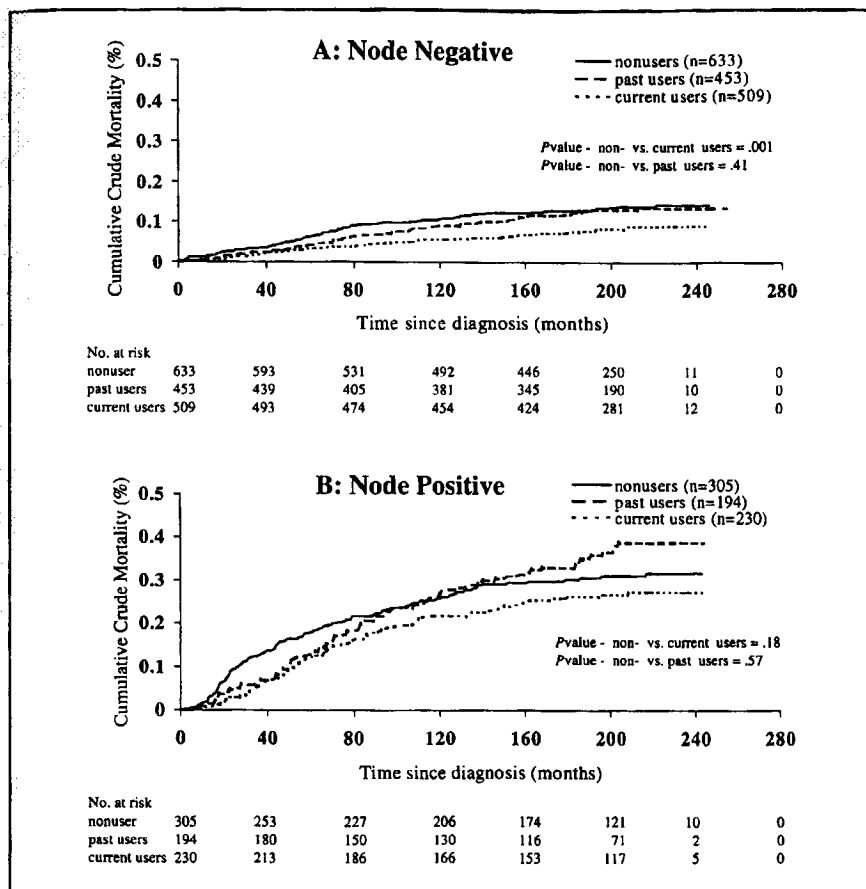 A: Node Negative
Cumulative Crude Mortality (%)
0.5
0.4
0.3
0.2
0.1
0
nonusers (n=633)
past users (n=453)
current users (n=509)
Pvalue - non- vs. current users = .001
Pvalue - non- vs. past users = .41
0 40 80 120 160 200 240 280
Time since diagnosis (months)
No. at risk
nonuser 633 593 531 492 446 250 11 0
past users 453 439 405 381 345 190 10 0
current users 509 493 474 454 424 281 12 0
B: Node Positive
Cumulative Crude Mortality (%)
0.5
0.4
0.3
0.2
0.1
0
nonusers (n=305)
past users (n=194)
current users (n=230)
Pvalue - non- vs. current users = .18
Pvalue - non- vs. past users = .57
0 40 80 120 160 200 240 280
Time since diagnosis (months)
No. at risk
nonuser 305 253 227 206 174 121 10 0
past users 194 180 150 130 116 71 2 0
current users 230 213 186 166 153 117 5 0